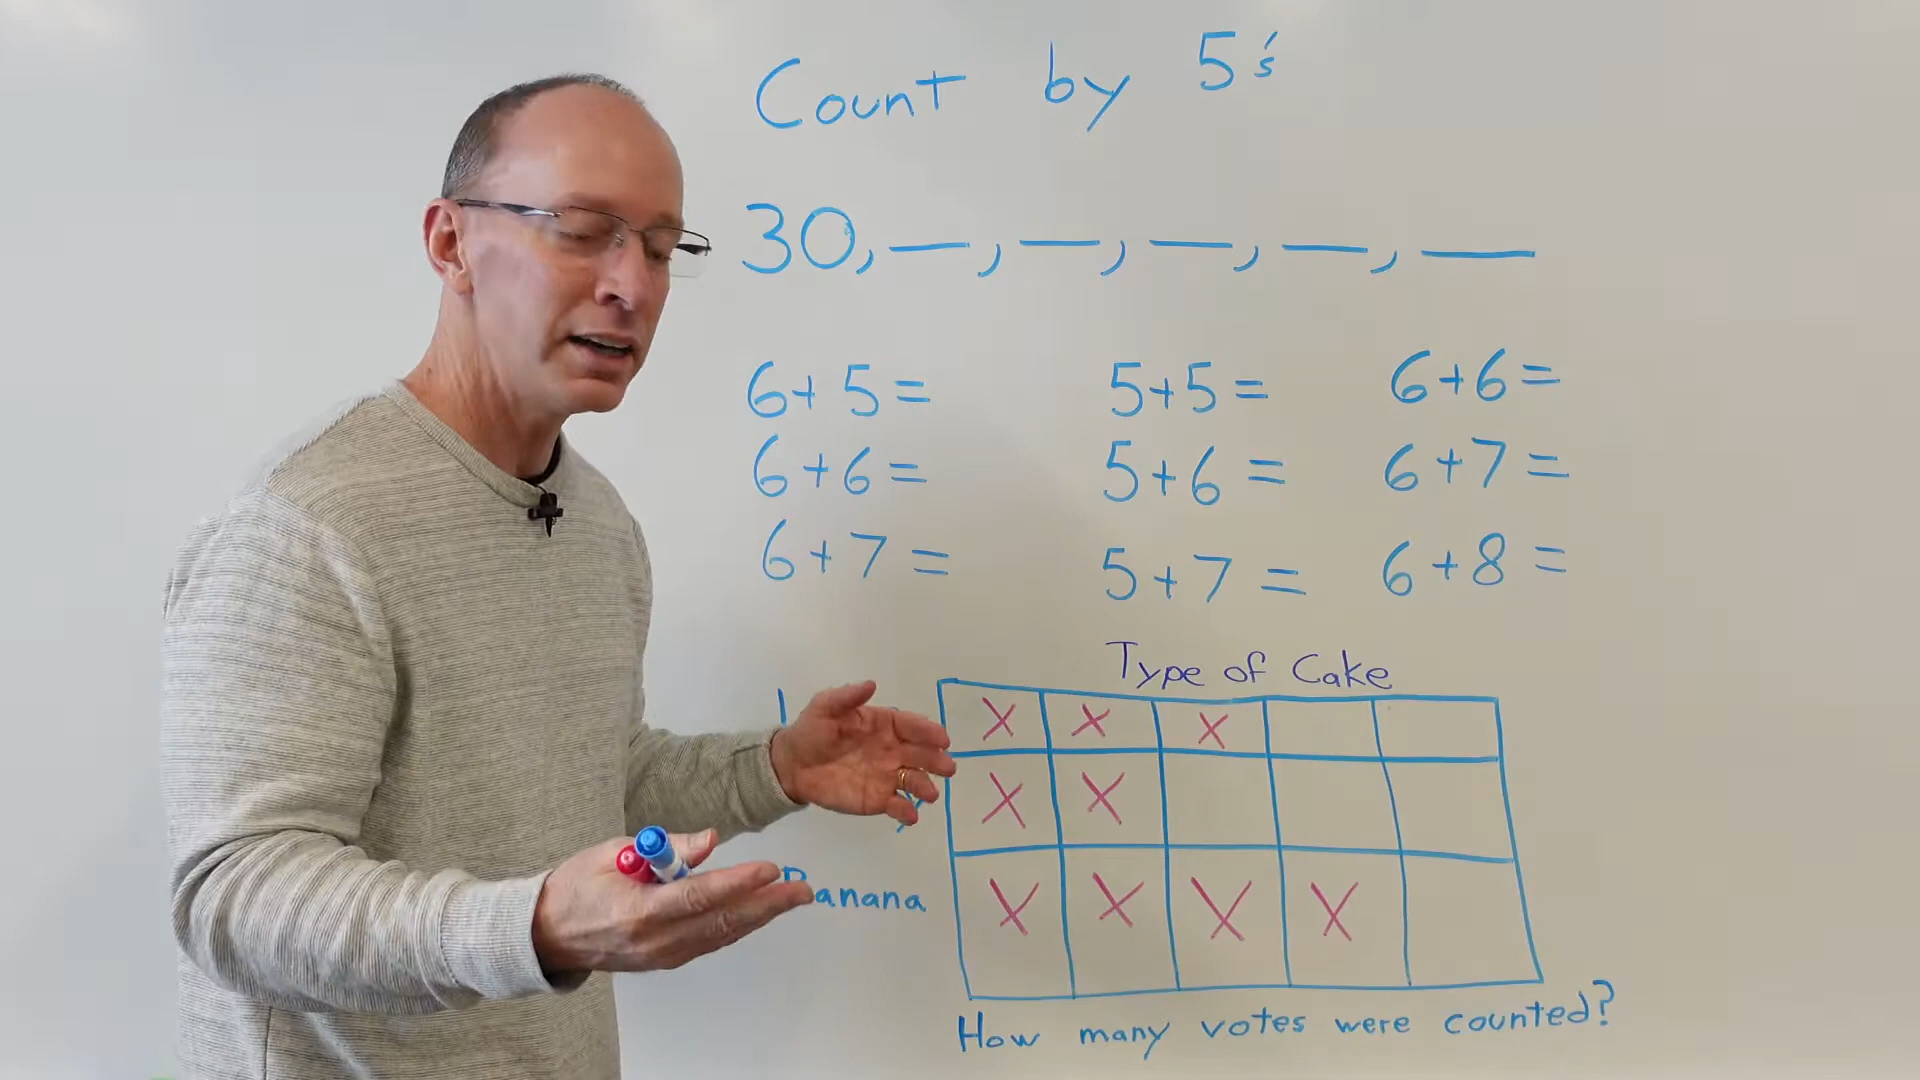 Count by 5's
30, __, __, __, __, __
6+5= 5+5= 6+6=
6+6= 5+6= 6+7=
6+7= 5+7= 6+8=
Type of Cake
X X X
X X
Banana X X X X
How many votes were counted?